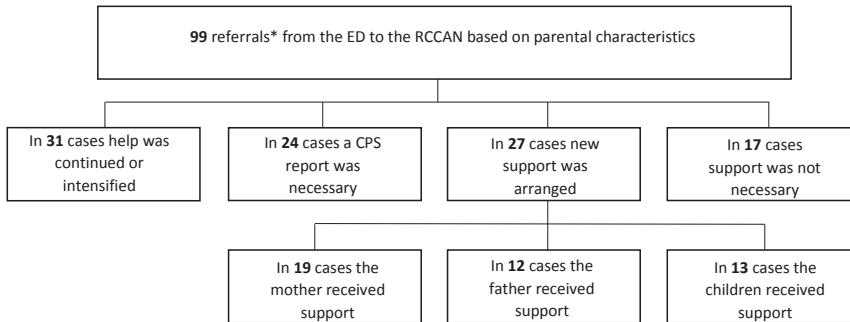 99 referrals* from the ED to the RCCAN based on parental characteristics
In 31 cases help was
continued or
intensified
In 24 cases a CPS
report was
necessary
In 27 cases new
support was
arranged
In 17 cases
support was not
necessary
In 19 cases the
mother received
support
In 12 cases the
father received
support
In 13 cases the
children received
support